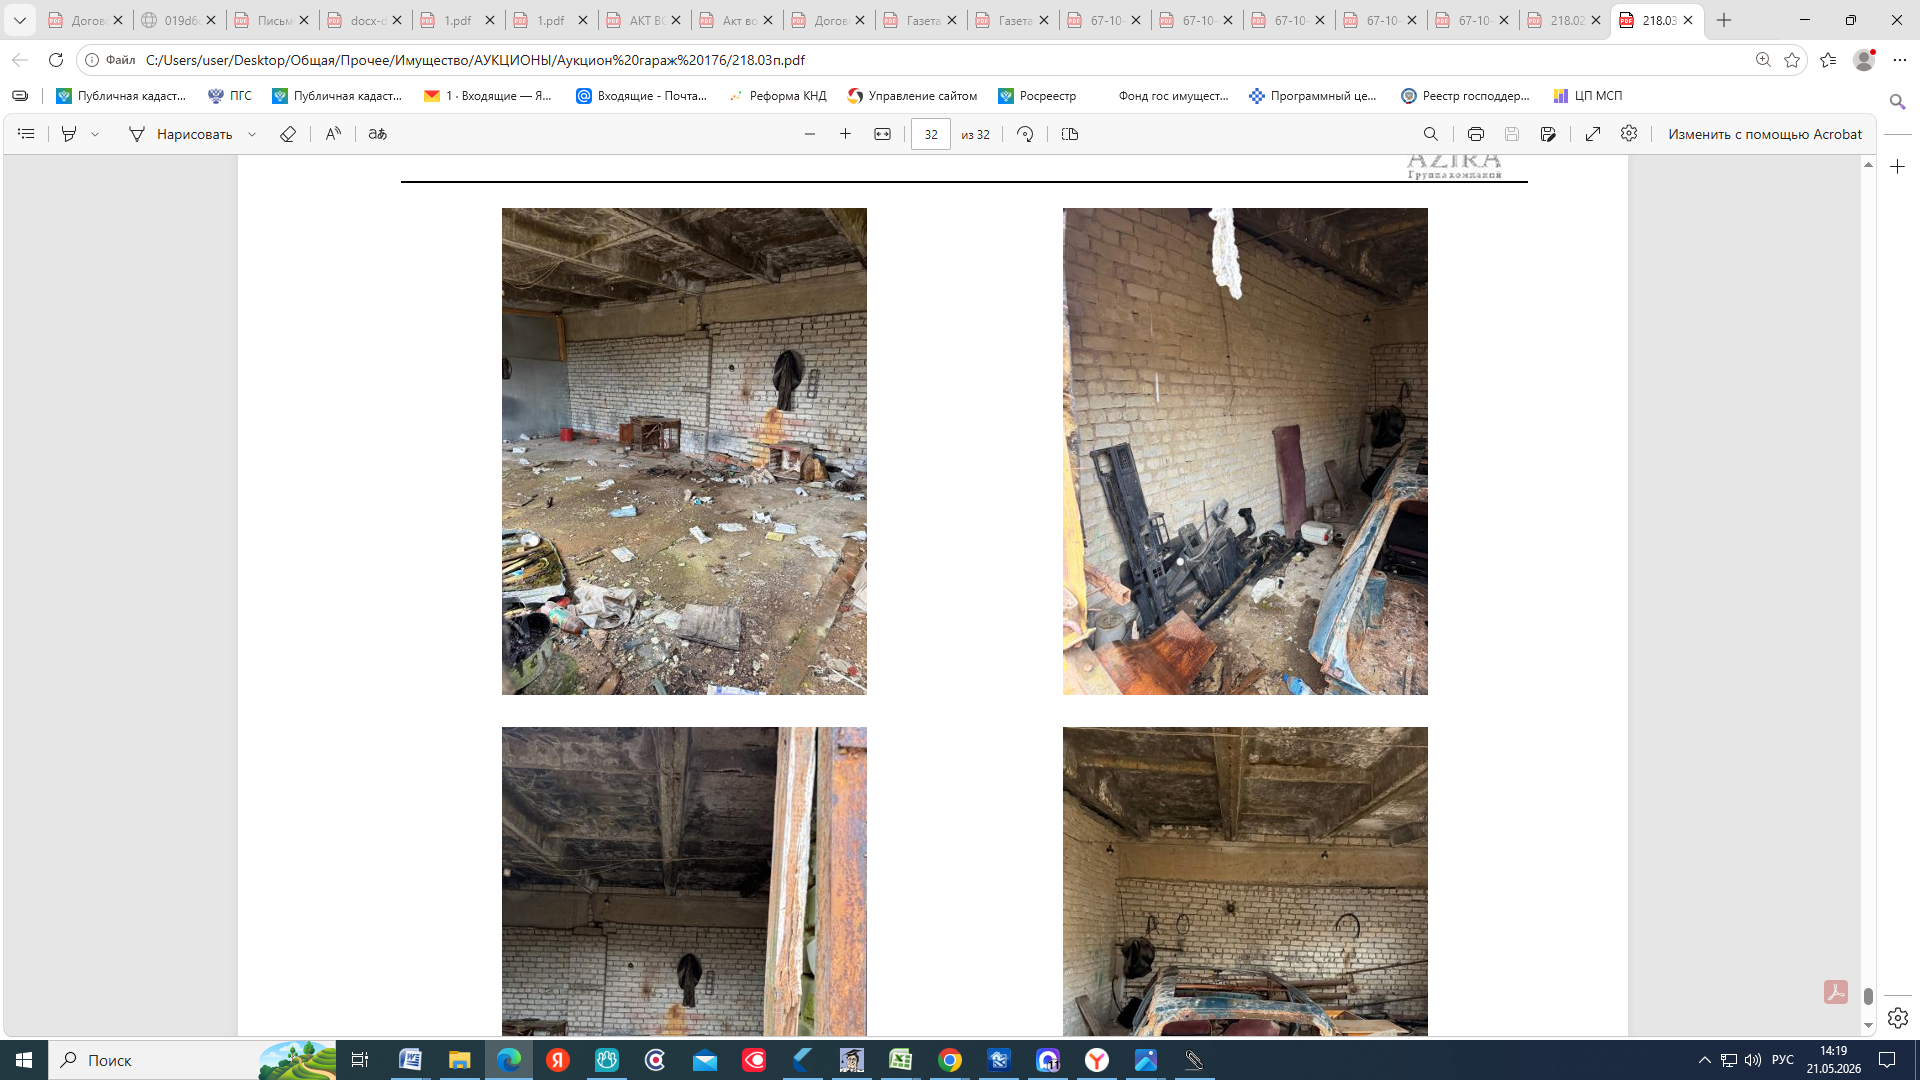 Догово
019d6
Письм
docx-d
1.pdf
1.pdf
АКТ ВО
Акт во
Догово
Газета
Газета
67-10-
67-10-
67-10-
67-10-
67-10-
218.02
218.03
Файл
C:/Users/user/Desktop/Общая/Прочее/Имущество/АУКЦИОНЫ/Аукцион%20гараж%20176/218.03п.pdf
Публичная кадаст...
ПГС
Публичная кадаст...
1 · Входящие — Я...
Входящие - Почта...
Реформа КНД
Управление сайтом
Росреестр
Фонд гос имущест...
Программный це...
Реестр господдер...
ЦП МСП
Нарисовать
32
из 32
Изменить с помощью Acrobat
AZIRA
Группа компаний
Поиск
РУС
14:19
21.05.2026